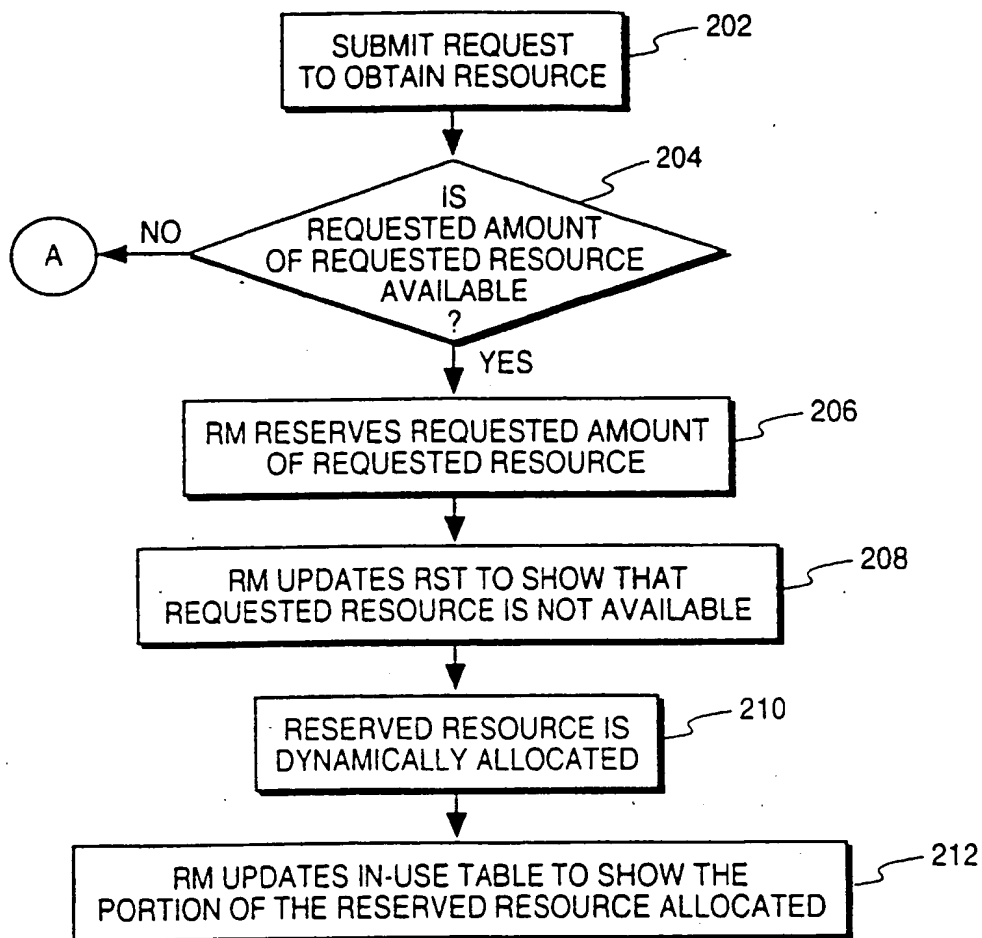 SUBMIT REQUEST
TO OBTAIN RESOURCE
202
204
IS
REQUESTED AMOUNT
OF REQUESTED RESOURCE
AVAILABLE
?
NO
A
YES
RM RESERVES REQUESTED AMOUNT
OF REQUESTED RESOURCE
206
RM UPDATES RST TO SHOW THAT
REQUESTED RESOURCE IS NOT AVAILABLE
208
RESERVED RESOURCE IS
DYNAMICALLY ALLOCATED
210
RM UPDATES IN-USE TABLE TO SHOW THE
PORTION OF THE RESERVED RESOURCE ALLOCATED
212